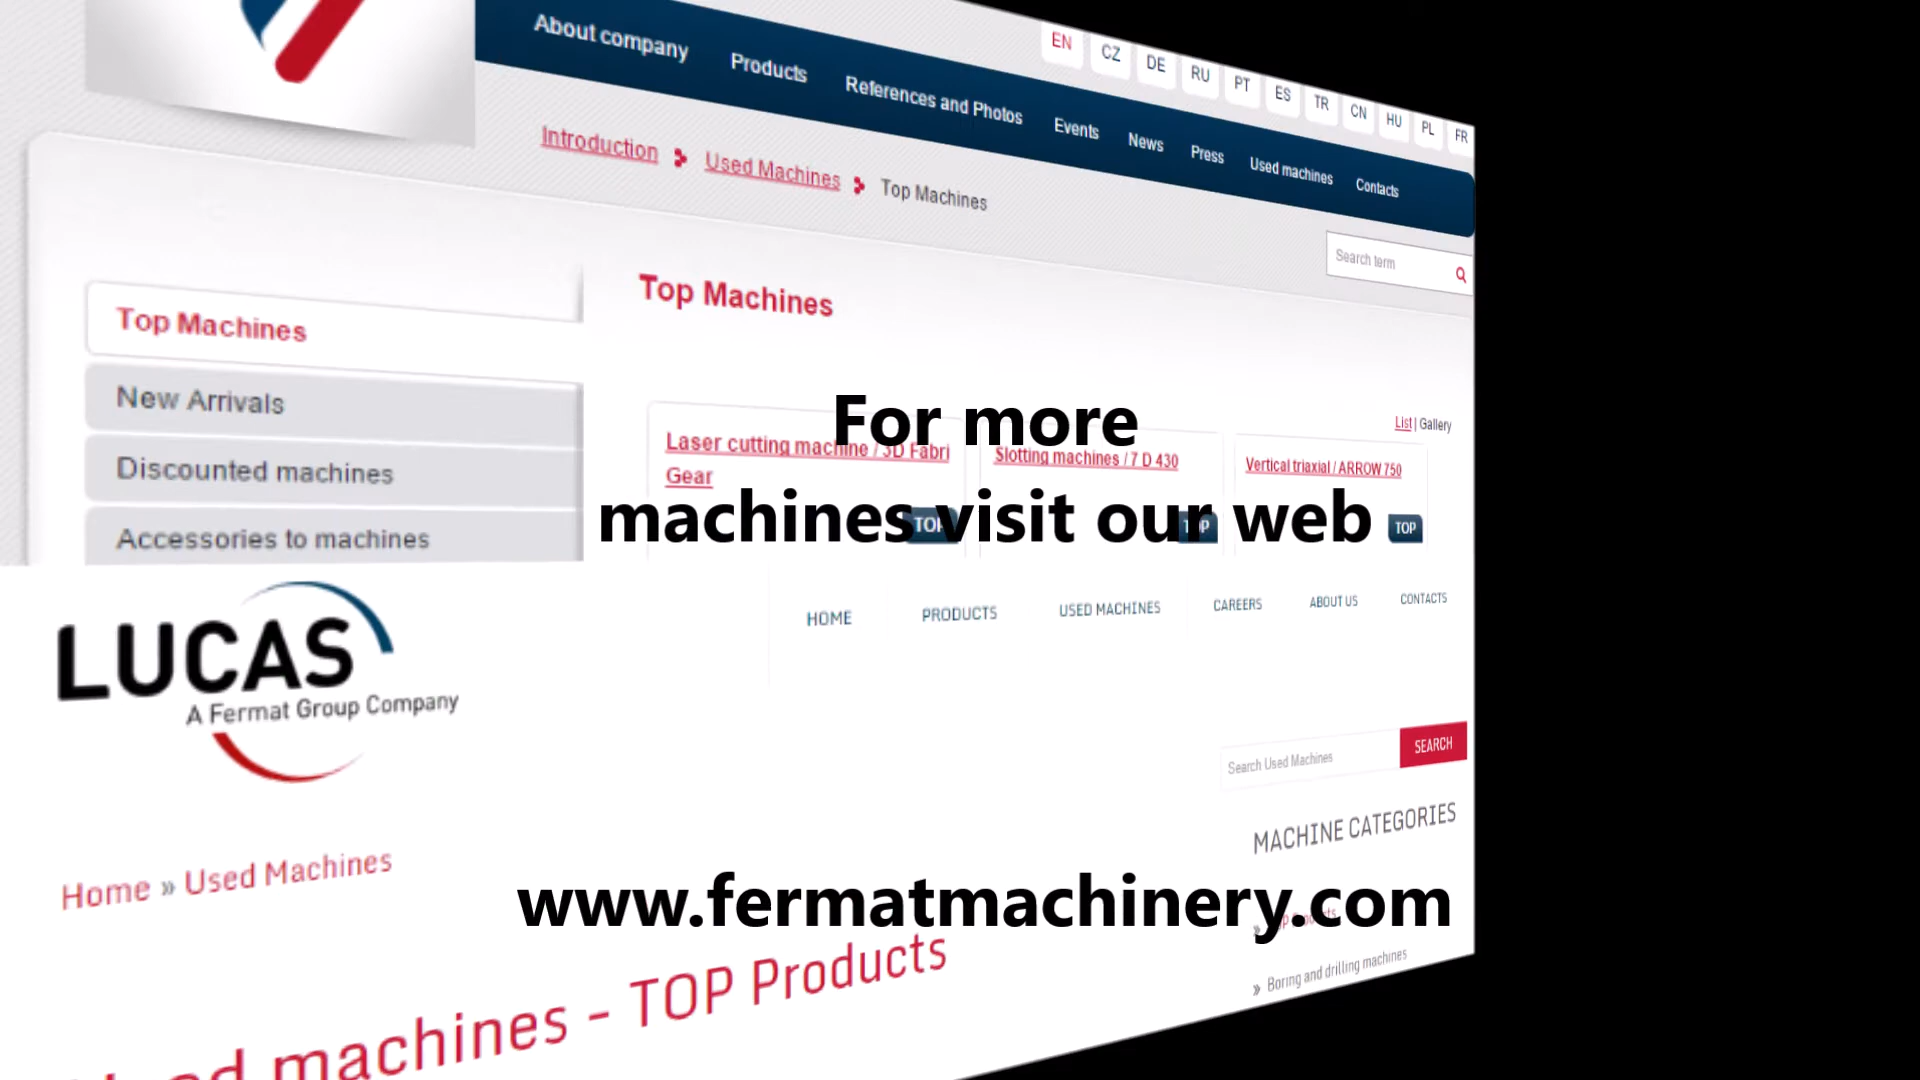 EN CZ DE RU PT ES TR CN HU PL FR
About company Products References and Photos Events News Press Used machines Contacts
Introduction Used Machines Top Machines
Search term
Top Machines
Top Machines
New Arrivals
Discounted machines
Accessories to machines
List | Gallery
Laser cutting machine / 3D Fabri
Gear
TOP
Slotting machines / 7 D 430
TOP
Vertical triaxial / ARROW 750
TOP
For more
machines visit our web
LUCAS
A Fermat Group Company
HOME PRODUCTS USED MACHINES CAREERS ABOUT US CONTACTS
Search Used Machines SEARCH
MACHINE CATEGORIES
Home » Used Machines
www.fermatmachinery.com
» Top Products
» Boring and drilling machines
Used machines - TOP Products